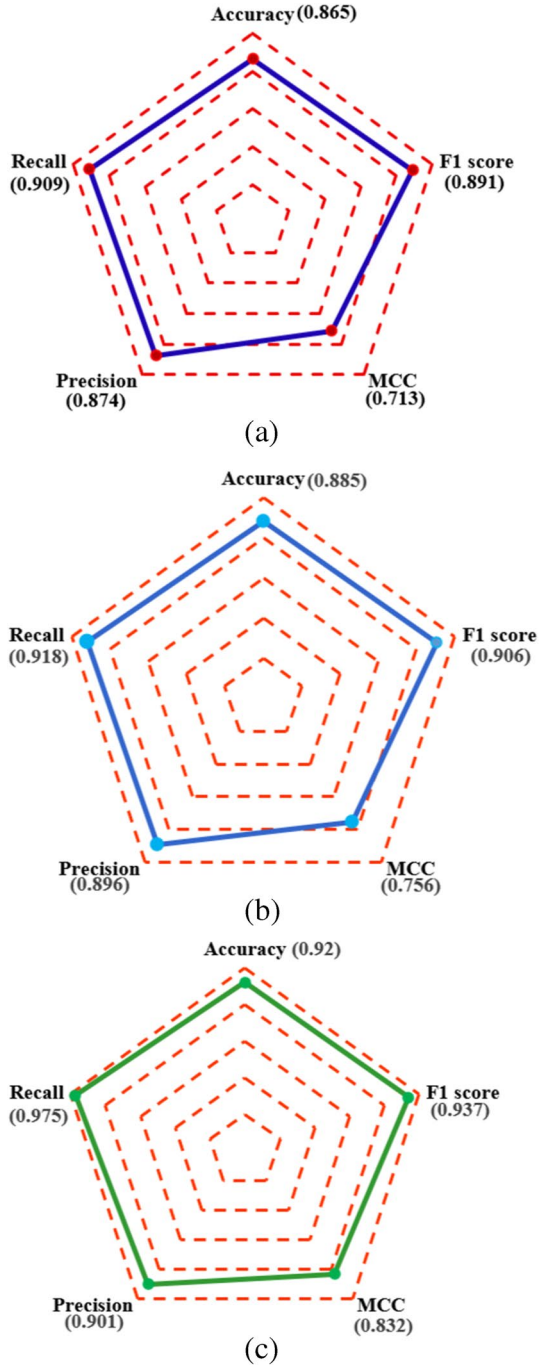 Accuracy (0.865)
Recall
(0.909)
F1 score
(0.891)
Precision
(0.874)
MCC
(0.713)
(a)
Accuracy (0.885)
Recall
(0.918)
F1 score
(0.906)
Precision
(0.896)
MCC
(0.756)
(b)
Accuracy (0.92)
Recall
(0.975)
F1 score
(0.937)
Precision
(0.901)
MCC
(0.832)
(c)